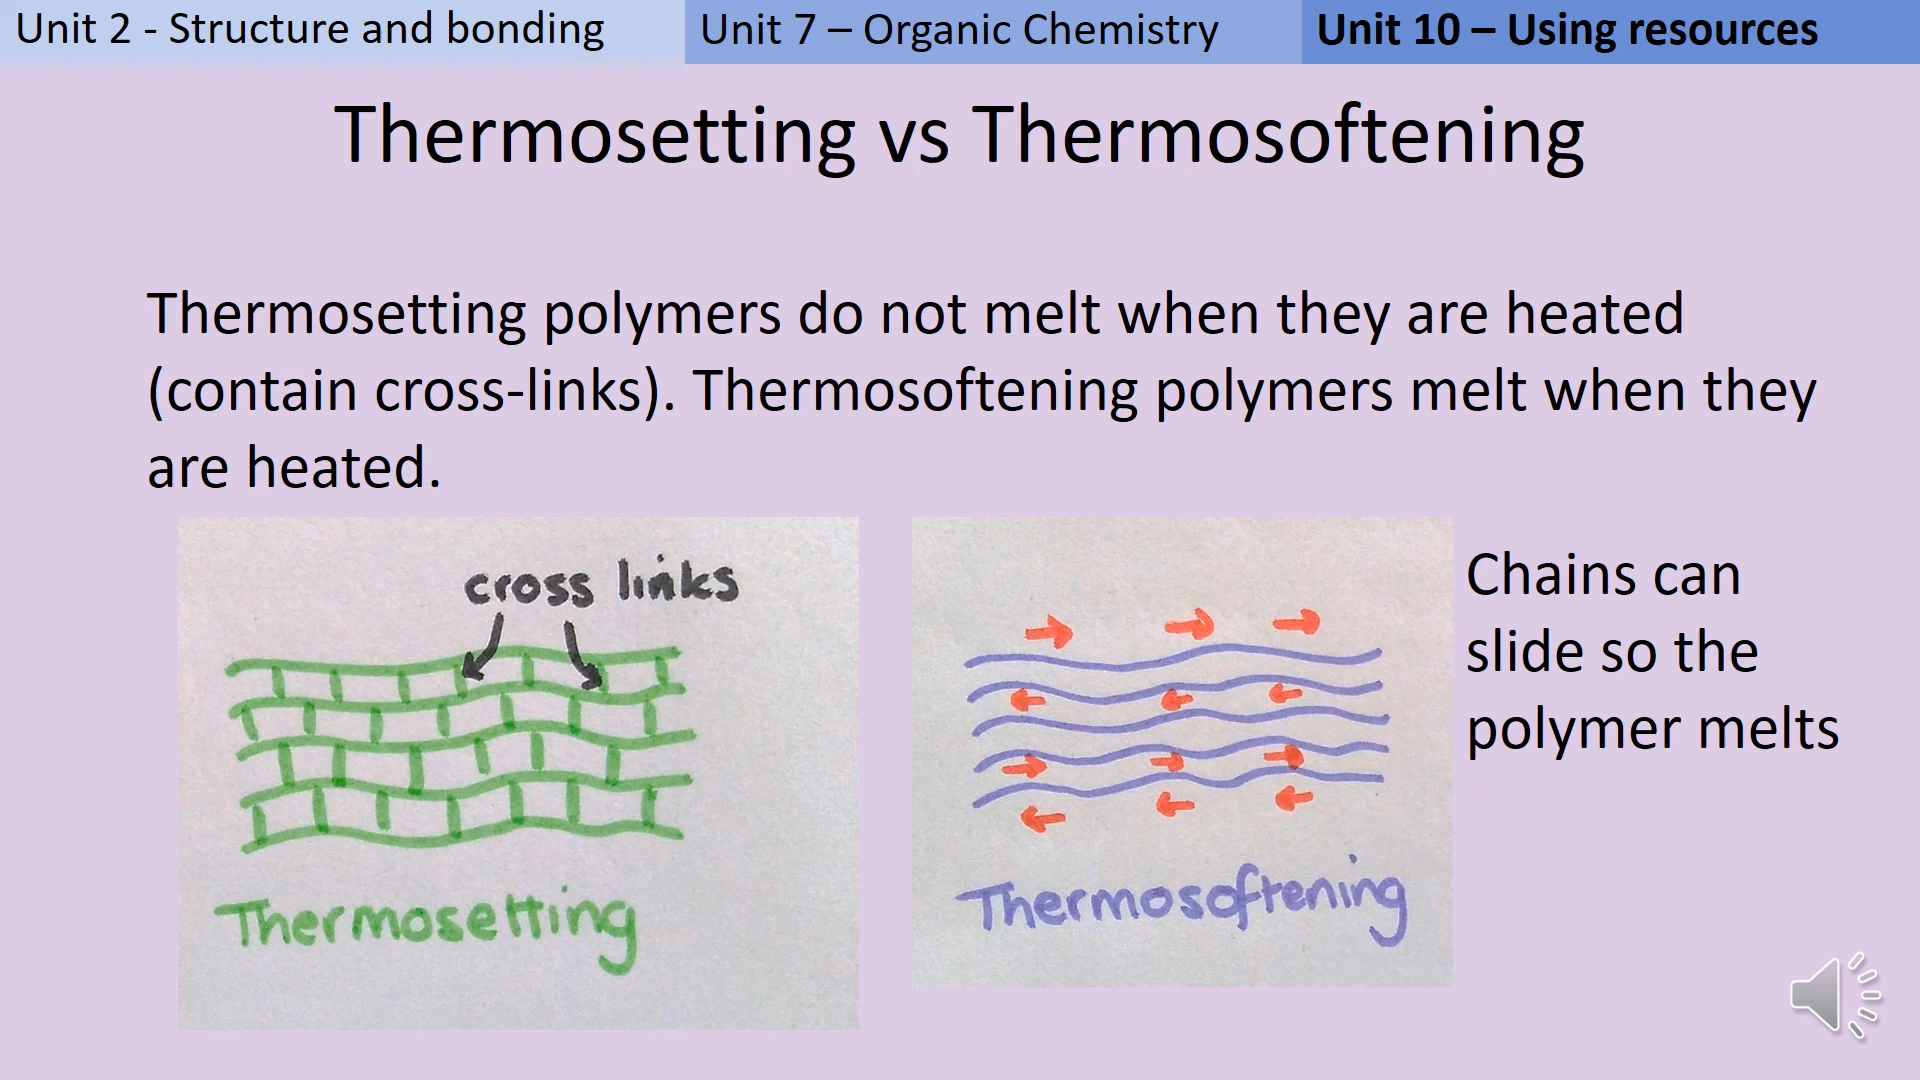 Unit 2 - Structure and bonding
Unit 7 – Organic Chemistry
Unit 10 – Using resources
Thermosetting vs Thermosoftening
Thermosetting polymers do not melt when they are heated
(contain cross-links). Thermosoftening polymers melt when they
are heated.
cross links
Thermosetting
Thermosoftening
Chains can
slide so the
polymer melts